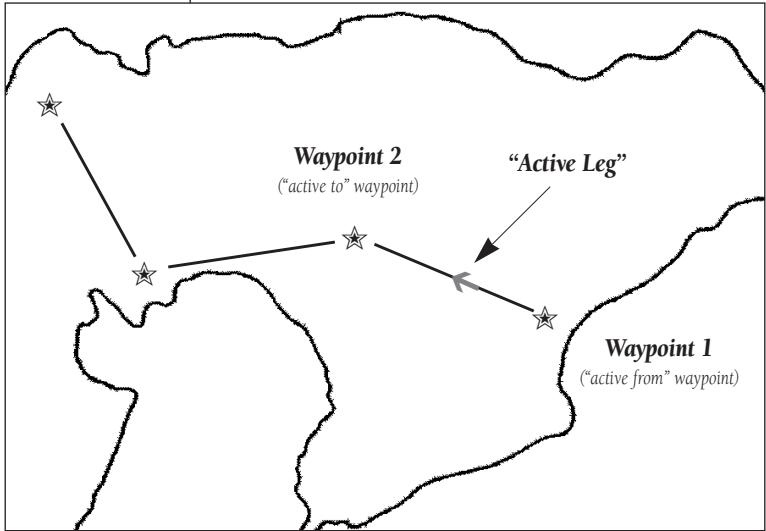 Waypoint 2
(“active to” waypoint)
“Active Leg”
Waypoint 1
(“active from” waypoint)